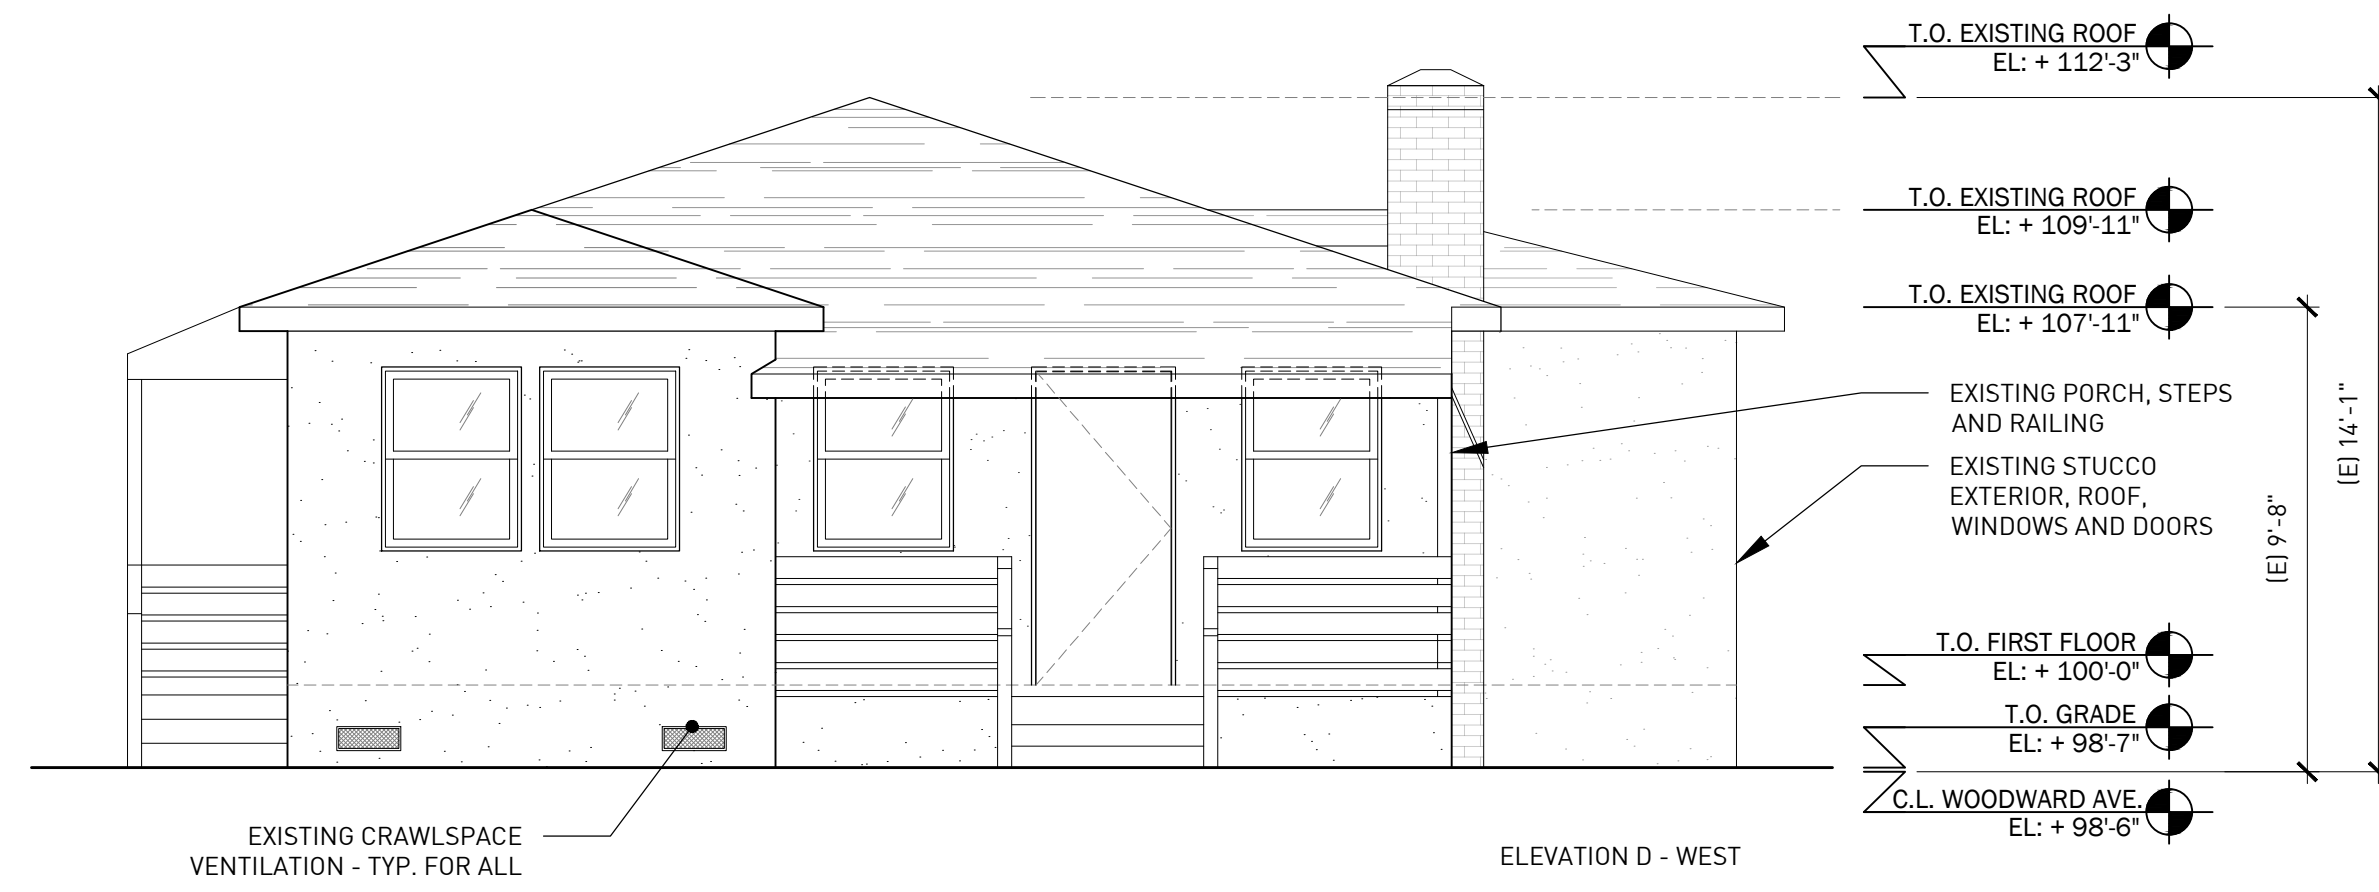 T.O. EXISTING ROOF
EL: + 112'-3"
T.O. EXISTING ROOF
EL: + 109'-11"
T.O. EXISTING ROOF
EL: + 107'-11"
EXISTING PORCH, STEPS
AND RAILING
EXISTING STUCCO
EXTERIOR, ROOF,
WINDOWS AND DOORS
(E) 14'-1"
(E) 9'-8"
T.O. FIRST FLOOR
EL: + 100'-0"
T.O. GRADE
EL: + 98'-7"
C.L. WOODWARD AVE.
EL: + 98'-6"
EXISTING CRAWLSPACE
VENTILATION - TYP. FOR ALL
ELEVATION D - WEST